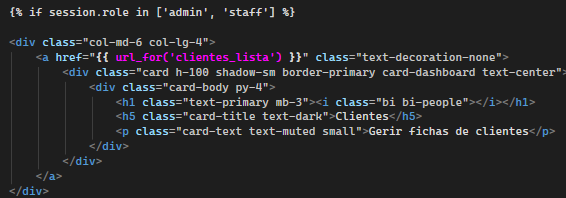 {% if session.role in ['admin', 'staff'] %}
<div class="col-md-6 col-lg-4">
<a href="{{ url_for('clientes_lista') }}" class="text-decoration-none">
<div class="card h-100 shadow-sm border-primary card-dashboard text-center">
<div class="card-body py-4">
<h1 class="text-primary mb-3"><i class="bi bi-people"></i></h1>
<h5 class="card-title text-dark">Clientes</h5>
<p class="card-text text-muted small">Gerir fichas de clientes</p>
</div>
</div>
</a>
</div>